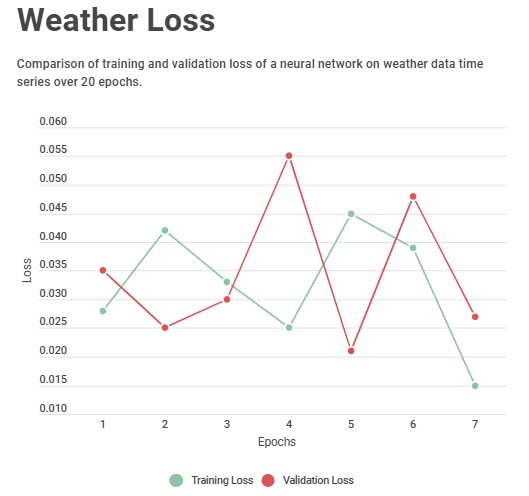 Weather Loss
Comparison of training and validation loss of a neural network on weather data time
series over 20 epochs.
0.060
0.055
0.050
0.045
0.040
0.035
0.030
0.025
0.020
0.015
0.010
Loss
1 2 3 4 5 6 7
Epochs
Training Loss Validation Loss